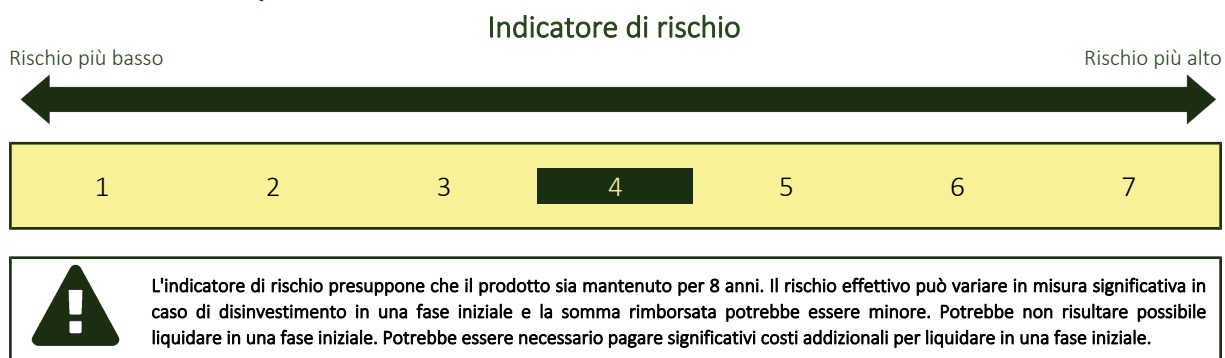 Indicatore di rischio
Rischio più basso
Rischio più alto
1 2 3 4 5 6 7
L'indicatore di rischio presuppone che il prodotto sia mantenuto per 8 anni. Il rischio effettivo può variare in misura significativa in
caso di disinvestimento in una fase iniziale e la somma rimborsata potrebbe essere minore. Potrebbe non risultare possibile
liquidare in una fase iniziale. Potrebbe essere necessario pagare significativi costi addizionali per liquidare in una fase iniziale.